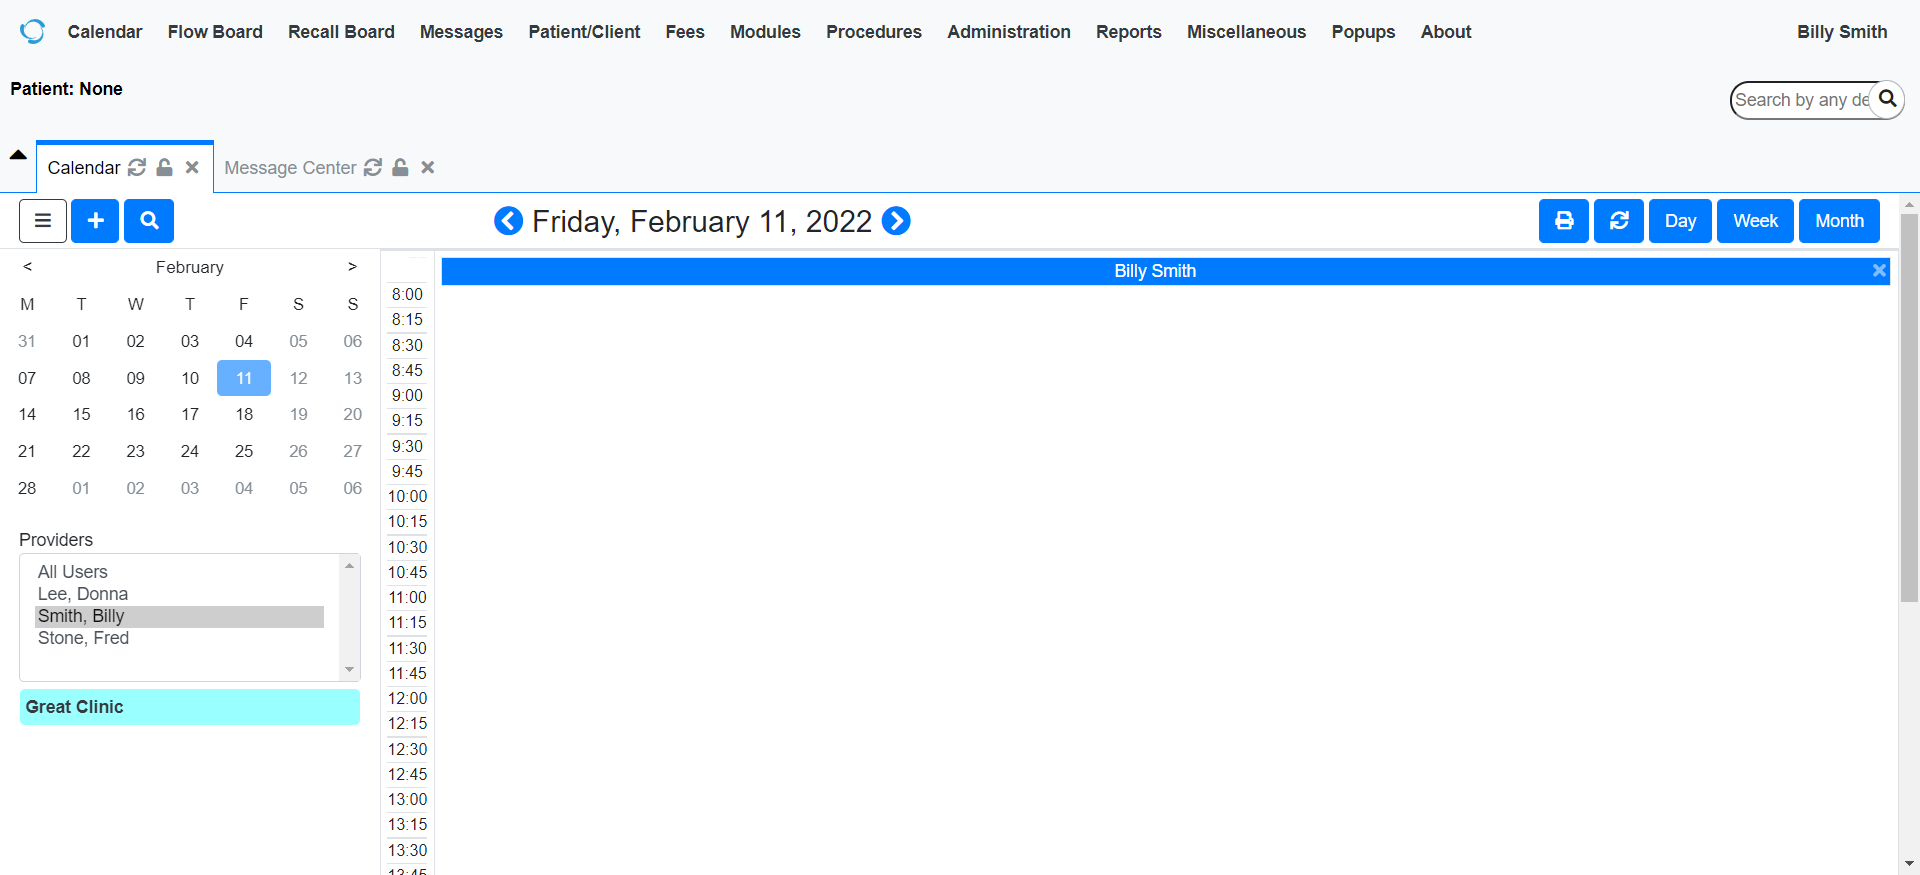 Calendar Flow Board Recall Board Messages Patient/Client Fees Modules Procedures Administration Reports Miscellaneous Popups About Billy Smith
Patient: None
Search by any de
Calendar Message Center
Friday, February 11, 2022
Day Week Month
< February >
M T W T F S S
31 01 02 03 04 05 06
07 08 09 10 11 12 13
14 15 16 17 18 19 20
21 22 23 24 25 26 27
28 01 02 03 04 05 06
Providers
All Users
Lee, Donna
Smith, Billy
Stone, Fred
Great Clinic
Billy Smith
8:00
8:15
8:30
8:45
9:00
9:15
9:30
9:45
10:00
10:15
10:30
10:45
11:00
11:15
11:30
11:45
12:00
12:15
12:30
12:45
13:00
13:15
13:30
13:45